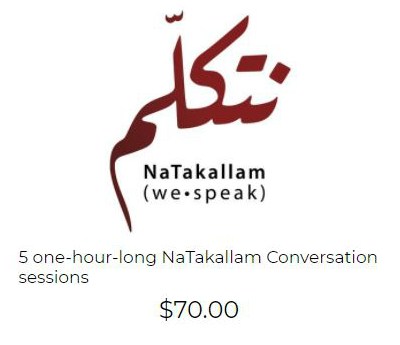 نتكلّم
NaTakallam
(we•speak)
5 one-hour-long NaTakallam Conversation
sessions
$70.00